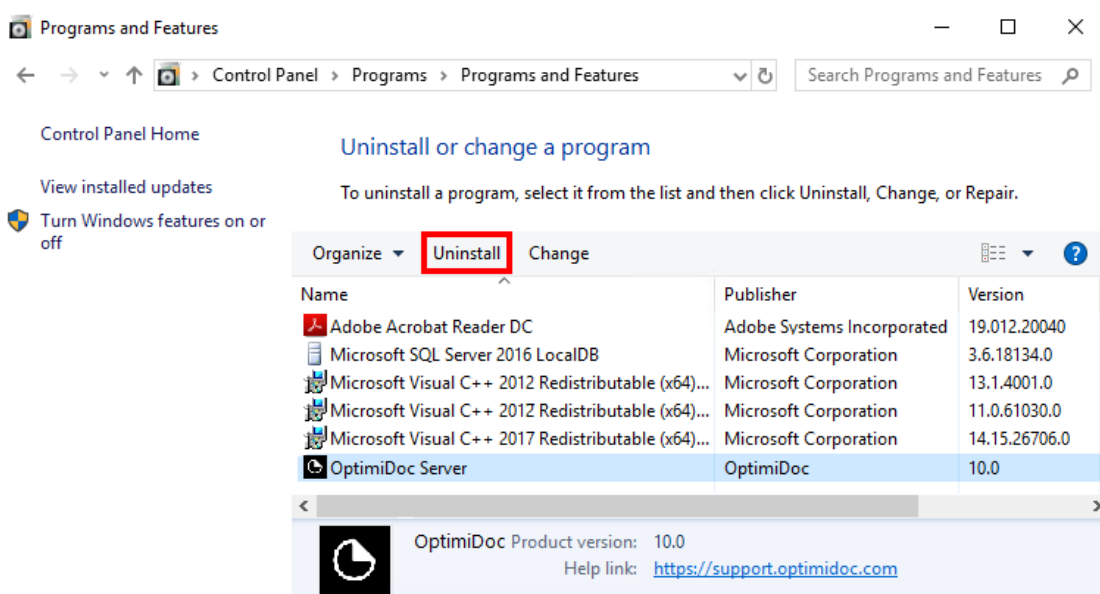 Programs and Features
Control Panel > Programs > Programs and Features
Search Programs and Features
Control Panel Home
View installed updates
Turn Windows features on or
off
Uninstall or change a program
To uninstall a program, select it from the list and then click Uninstall, Change, or Repair.
Organize Uninstall Change
Name Publisher Version
Adobe Acrobat Reader DC Adobe Systems Incorporated 19.012.20040
Microsoft SQL Server 2016 LocalDB Microsoft Corporation 3.6.18134.0
Microsoft Visual C++ 2012 Redistributable (x64)... Microsoft Corporation 13.1.4001.0
Microsoft Visual C++ 2012 Redistributable (x64)... Microsoft Corporation 11.0.61030.0
Microsoft Visual C++ 2017 Redistributable (x64)... Microsoft Corporation 14.15.26706.0
OptimiDoc Server OptimiDoc 10.0
OptimiDoc Product version: 10.0
Help link: https://support.optimidoc.com